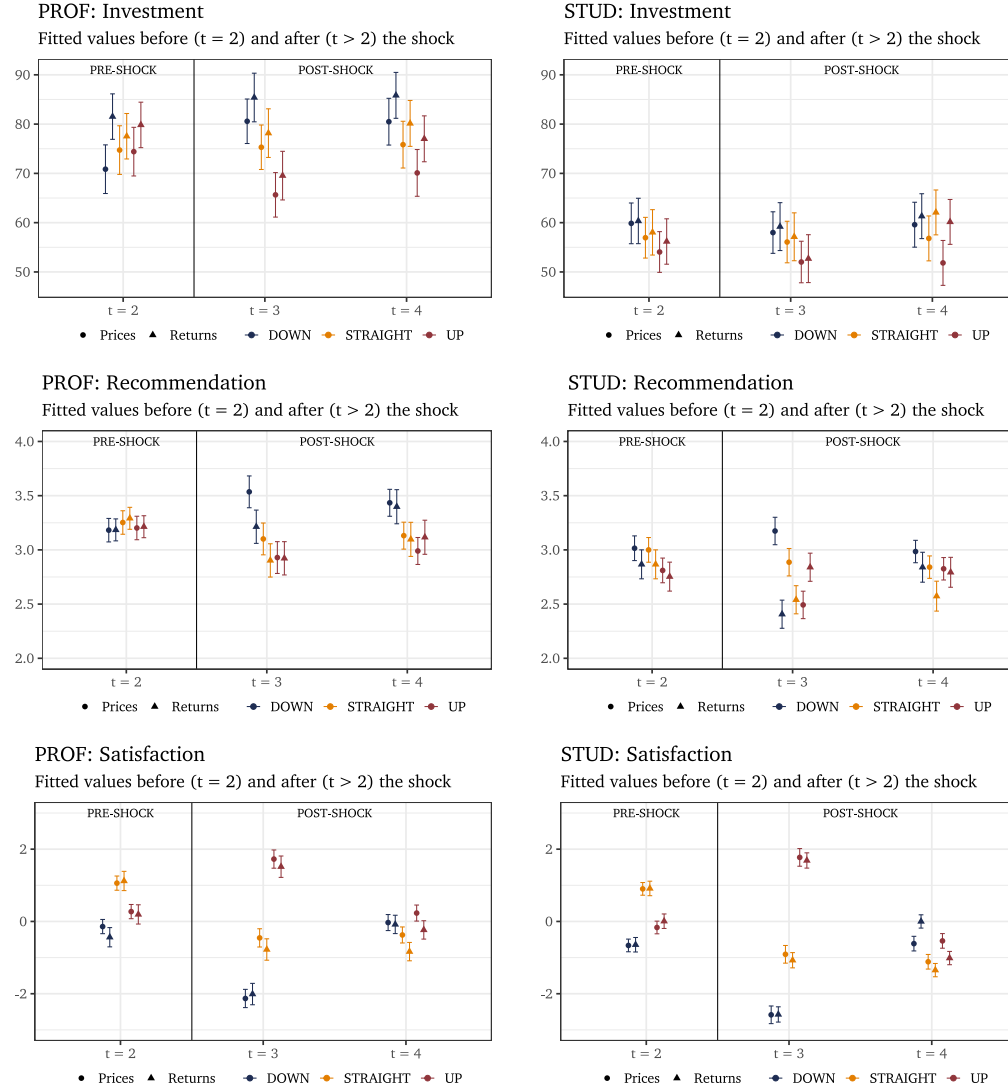 PROF: Investment
Fitted values before (t = 2) and after (t > 2) the shock
PRE-SHOCK
POST-SHOCK
90
80
70
60
50
t = 2
t = 3
t = 4
Prices
Returns
DOWN
STRAIGHT
UP
STUD: Investment
Fitted values before (t = 2) and after (t > 2) the shock
PRE-SHOCK
POST-SHOCK
90
80
70
60
50
t = 2
t = 3
t = 4
Prices
Returns
DOWN
STRAIGHT
UP
PROF: Recommendation
Fitted values before (t = 2) and after (t > 2) the shock
PRE-SHOCK
POST-SHOCK
4.0
3.5
3.0
2.5
2.0
t = 2
t = 3
t = 4
Prices
Returns
DOWN
STRAIGHT
UP
STUD: Recommendation
Fitted values before (t = 2) and after (t > 2) the shock
PRE-SHOCK
POST-SHOCK
4.0
3.5
3.0
2.5
2.0
t = 2
t = 3
t = 4
Prices
Returns
DOWN
STRAIGHT
UP
PROF: Satisfaction
Fitted values before (t = 2) and after (t > 2) the shock
PRE-SHOCK
POST-SHOCK
2
0
-2
t = 2
t = 3
t = 4
Prices
Returns
DOWN
STRAIGHT
UP
STUD: Satisfaction
Fitted values before (t = 2) and after (t > 2) the shock
PRE-SHOCK
POST-SHOCK
2
0
-2
t = 2
t = 3
t = 4
Prices
Returns
DOWN
STRAIGHT
UP